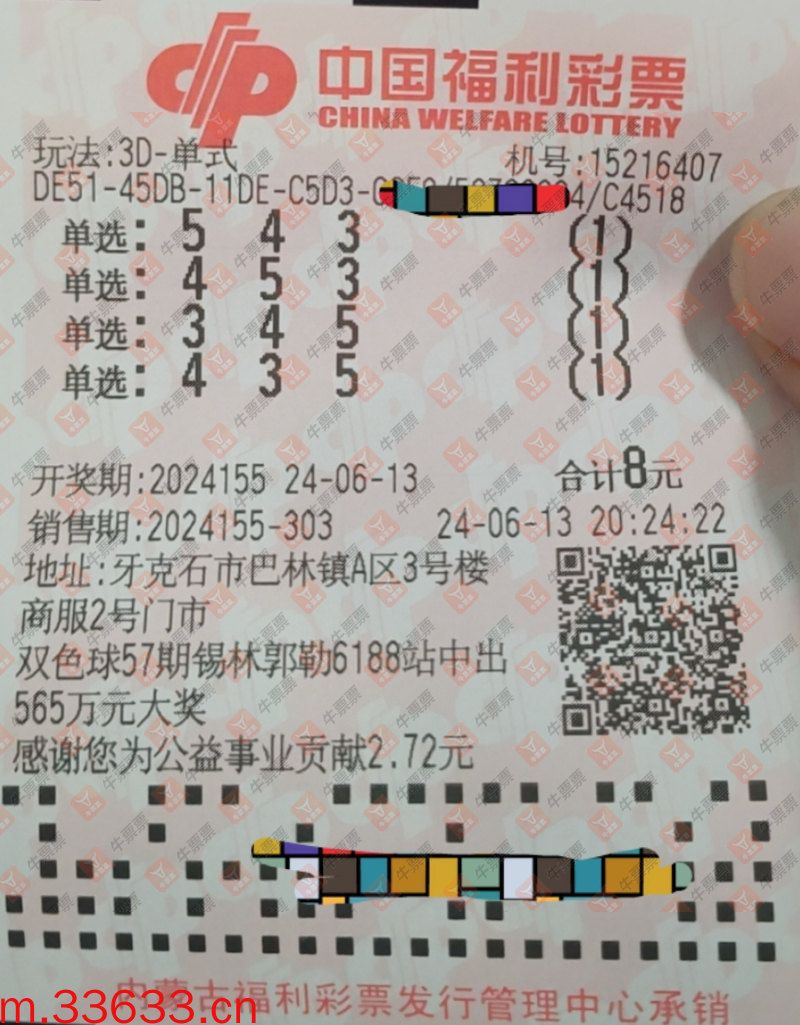 中国福利彩票
CHINA WELFARE LOTTERY
玩法:3D-单式
机号:15216407
DE51-45DB-11DE-C5D3- 4/C4518
单选: 5 4 3 (1)
单选: 4 5 3 (1)
单选: 3 4 5 (1)
单选: 4 3 5 (1)
开奖期:2024155 24-06-13 合计8元
销售期:2024155-303 24-06-13 20:24:22
地址:牙克石市巴林镇A区3号楼
商服2号门市
双色球57期锡林郭勒6188站中出
565万元大奖
感谢您为公益事业贡献2.72元
内蒙古福利彩票发行管理中心承销
m.33633.cn
牛票票